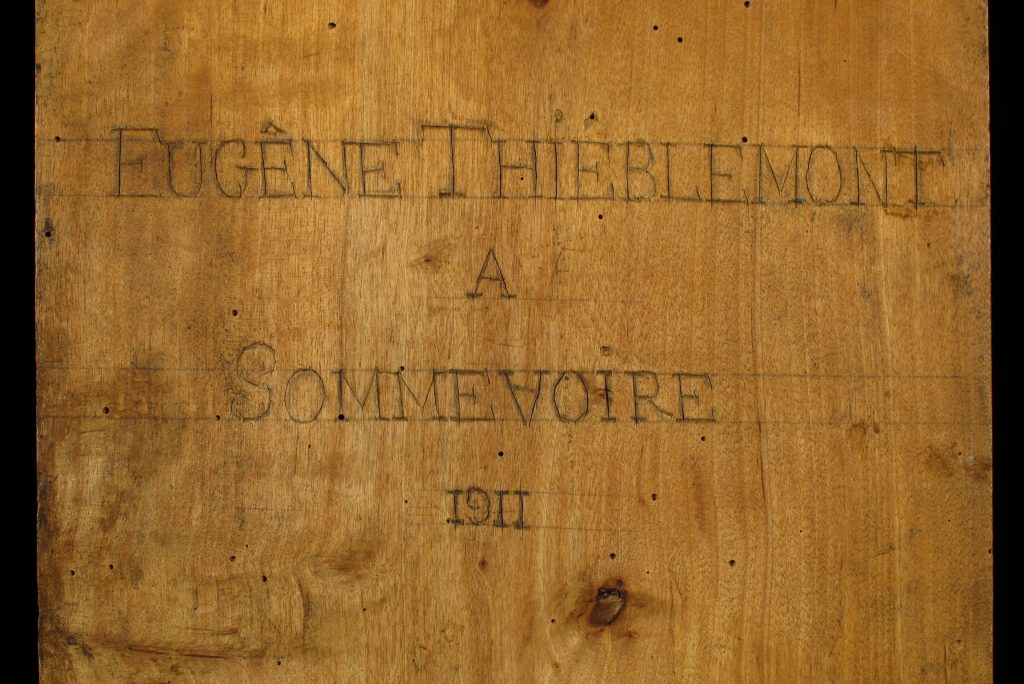 EUGÈNE THIÉBLEMONT
A
SOMMEVOIRE
1911